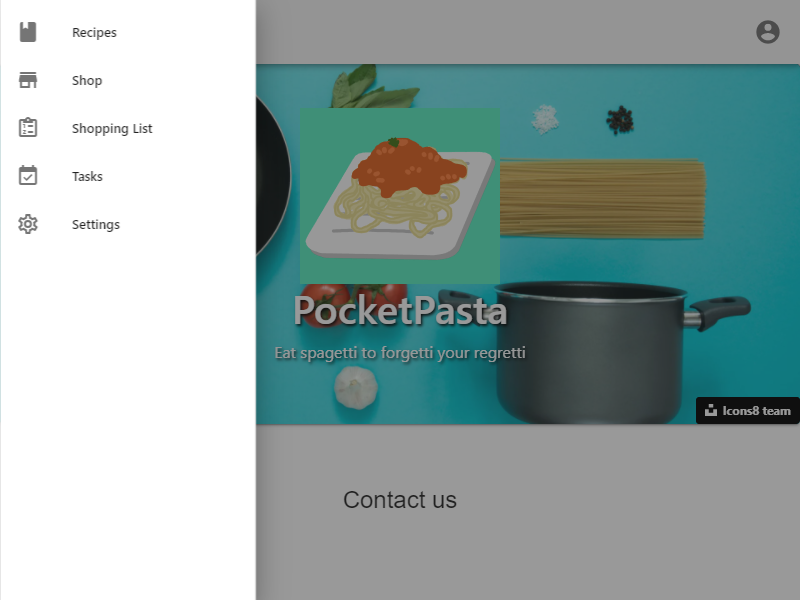 Recipes
Shop
Shopping List
Tasks
Settings
PocketPasta
Eat spagetti to forgetti your regretti
Icons8 team
Contact us